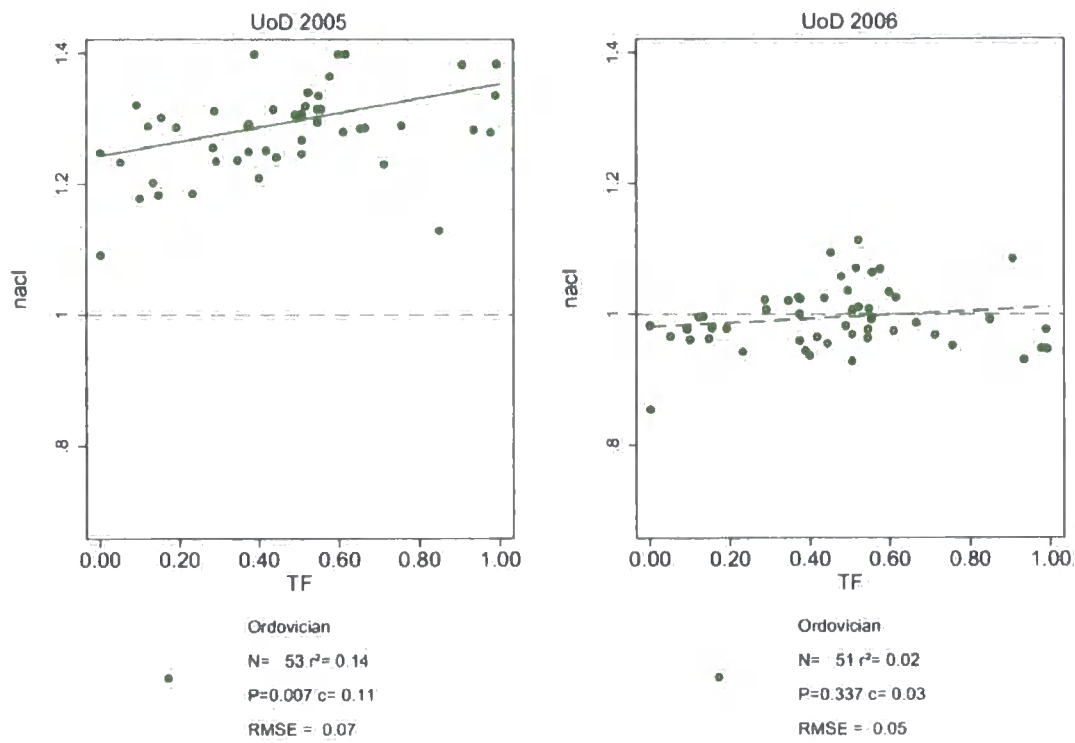 UoD 2005
1.4
1.2
1
.8
nacl
0.00 0.20 0.40 0.60 0.80 1.00
TF
Ordovician
N= 53 r²= 0.14
P=0.007 c= 0.11
RMSE = 0.07
UoD 2006
1.4
1.2
1
.8
nacl
0.00 0.20 0.40 0.60 0.80 1.00
TF
Ordovician
N= 51 r²= 0.02
P=0.337 c= 0.03
RMSE = 0.05